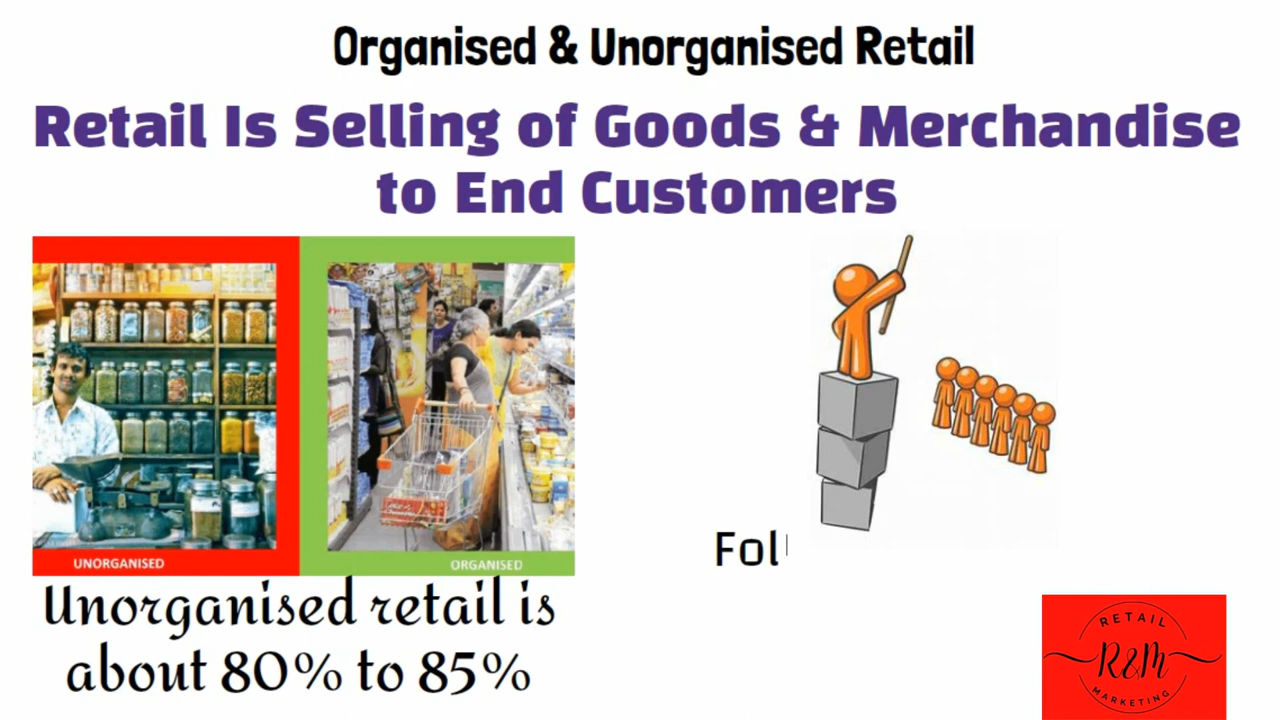 Organised & Unorganised Retail
Retail Is Selling of Goods & Merchandise
to End Customers
UNORGANISED
ORGANISED
Unorganised retail is
about 80% to 85%
Fol
RETAIL
R&M
MARKETING